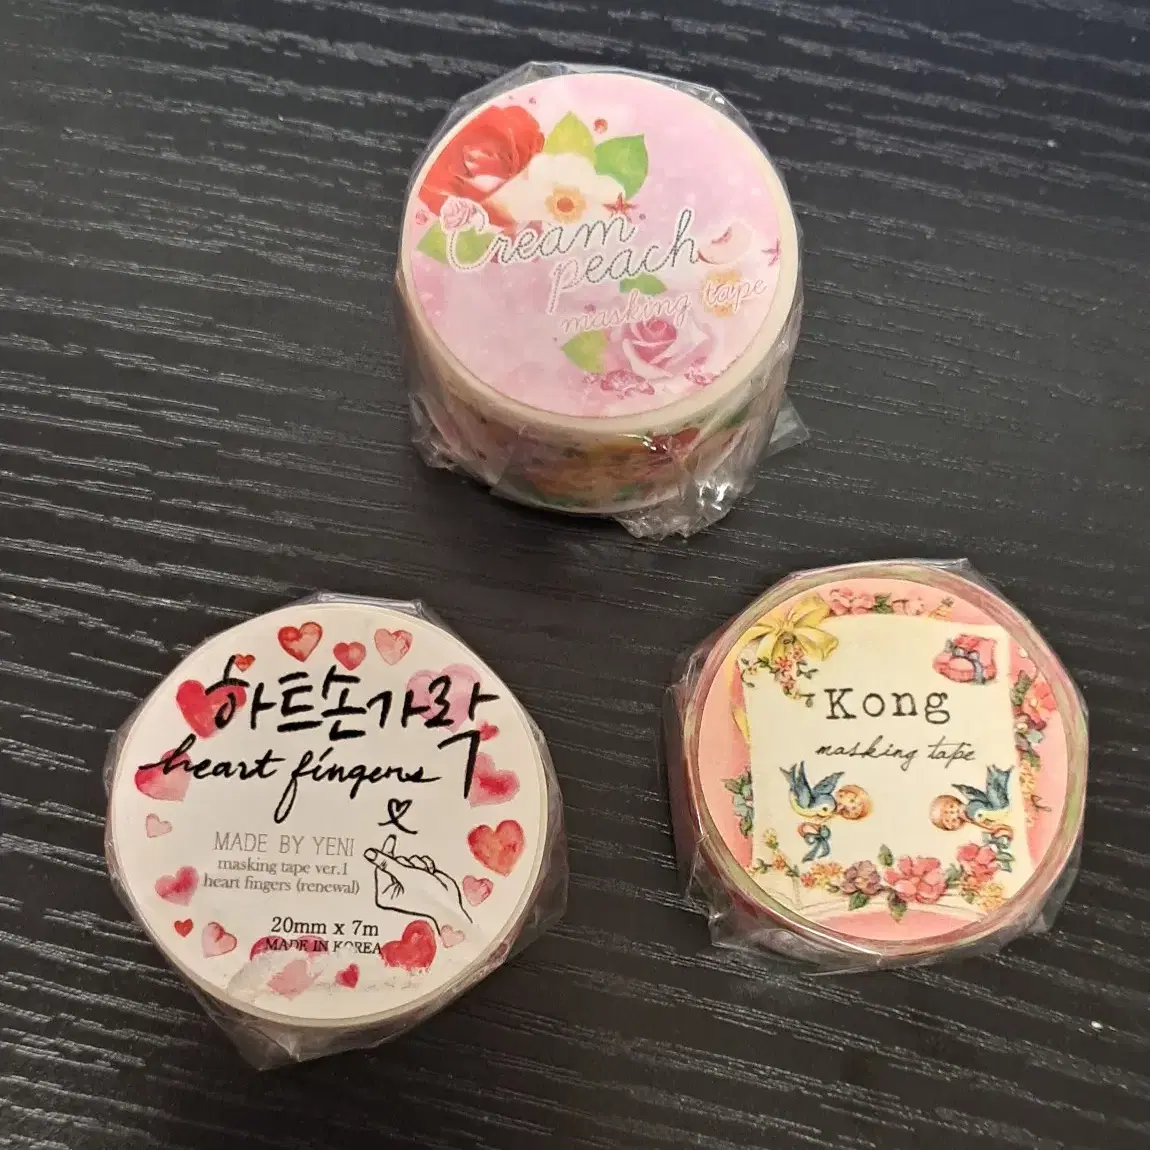 Cream
peach
masking tape
하트손가락
heart fingers
MADE BY YENI
masking tape ver.1
heart fingers (renewal)
20mm x 7m
MADE IN KOREA
Kong
masking tape